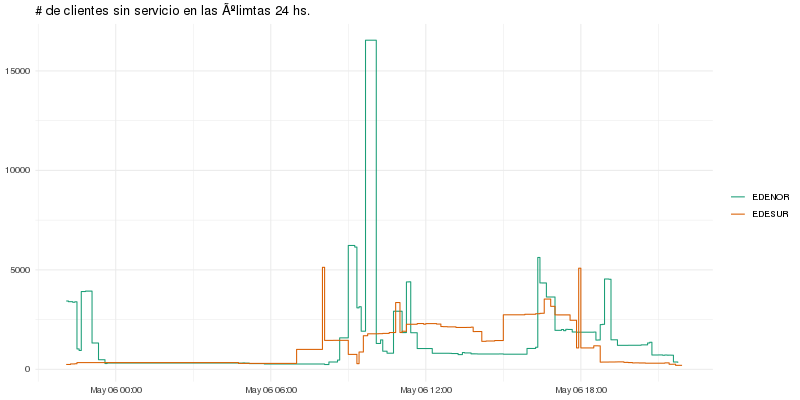 # de clientes sin servicio en las Ãºlimtas 24 hs.
15000
10000
5000
0
May 06 00:00
May 06 06:00
May 06 12:00
May 06 18:00
EDENOR
EDESUR